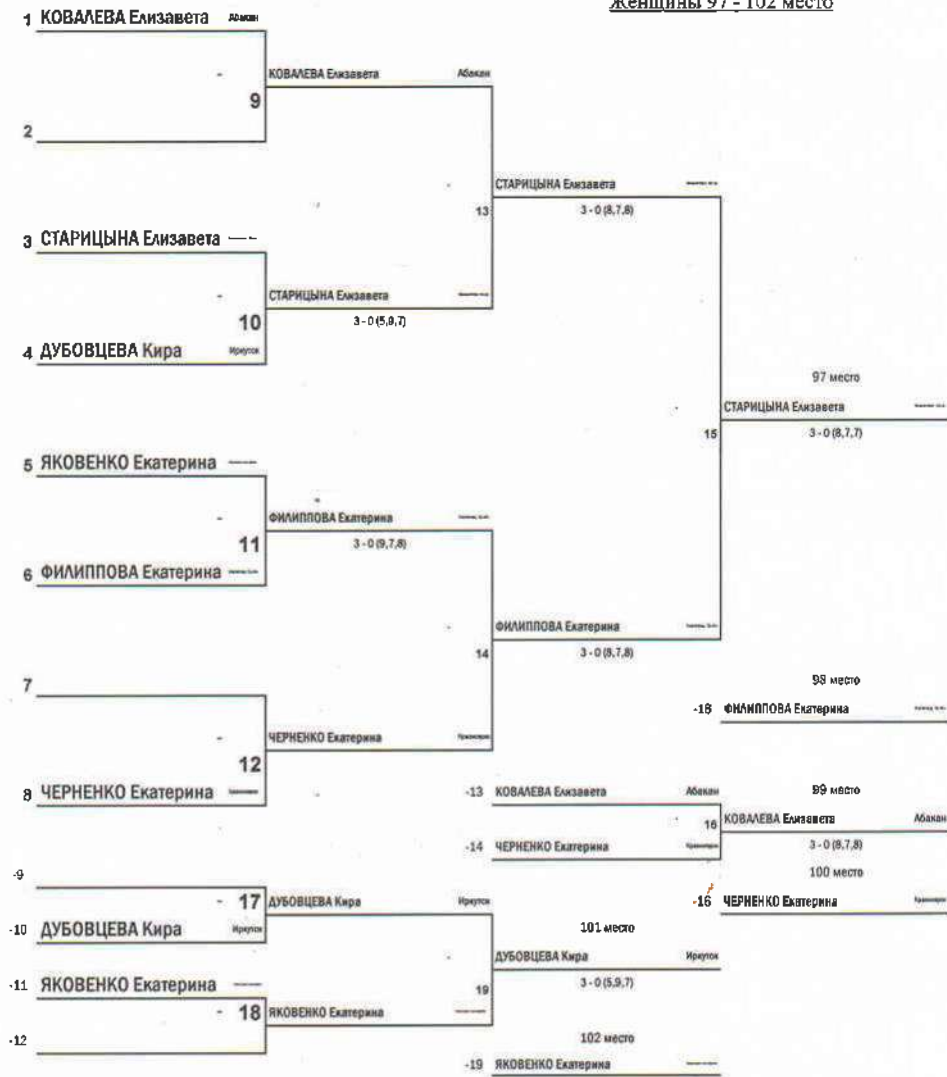 Женщины 97 - 102 место
1 КОВАЛЕВА Елизавета Абакан
- КОВАЛЕВА Елизавета Абакан
9
2
СТАРИЦЫНА Елизавета
13 3 - 0 (8,7,8)
3 СТАРИЦЫНА Елизавета
- СТАРИЦЫНА Елизавета
10 3 - 0 (5,9,7)
4 ДУБОВЦЕВА Кира Иркутск
97 место
СТАРИЦЫНА Елизавета
15 3 - 0 (8,7,7)
5 ЯКОВЕНКО Екатерина
- ФИЛИППОВА Екатерина
11 3 - 0 (9,7,8)
6 ФИЛИППОВА Екатерина
ФИЛИППОВА Екатерина
14 3 - 0 (8,7,8)
7
98 место
-15 ФИЛИППОВА Екатерина
- ЧЕРНЕНКО Екатерина Красноярск
12
8 ЧЕРНЕНКО Екатерина
-13 КОВАЛЕВА Елизавета Абакан
99 место
16 КОВАЛЕВА Елизавета Абакан
3 - 0 (8,7,8)
-14 ЧЕРНЕНКО Екатерина Красноярск
100 место
-16 ЧЕРНЕНКО Екатерина Красноярск
-9
- 17 ДУБОВЦЕВА Кира Иркутск
-10 ДУБОВЦЕВА Кира Иркутск
101 место
ДУБОВЦЕВА Кира Иркутск
19 3 - 0 (5,9,7)
-11 ЯКОВЕНКО Екатерина
- 18 ЯКОВЕНКО Екатерина
-12
102 место
-19 ЯКОВЕНКО Екатерина